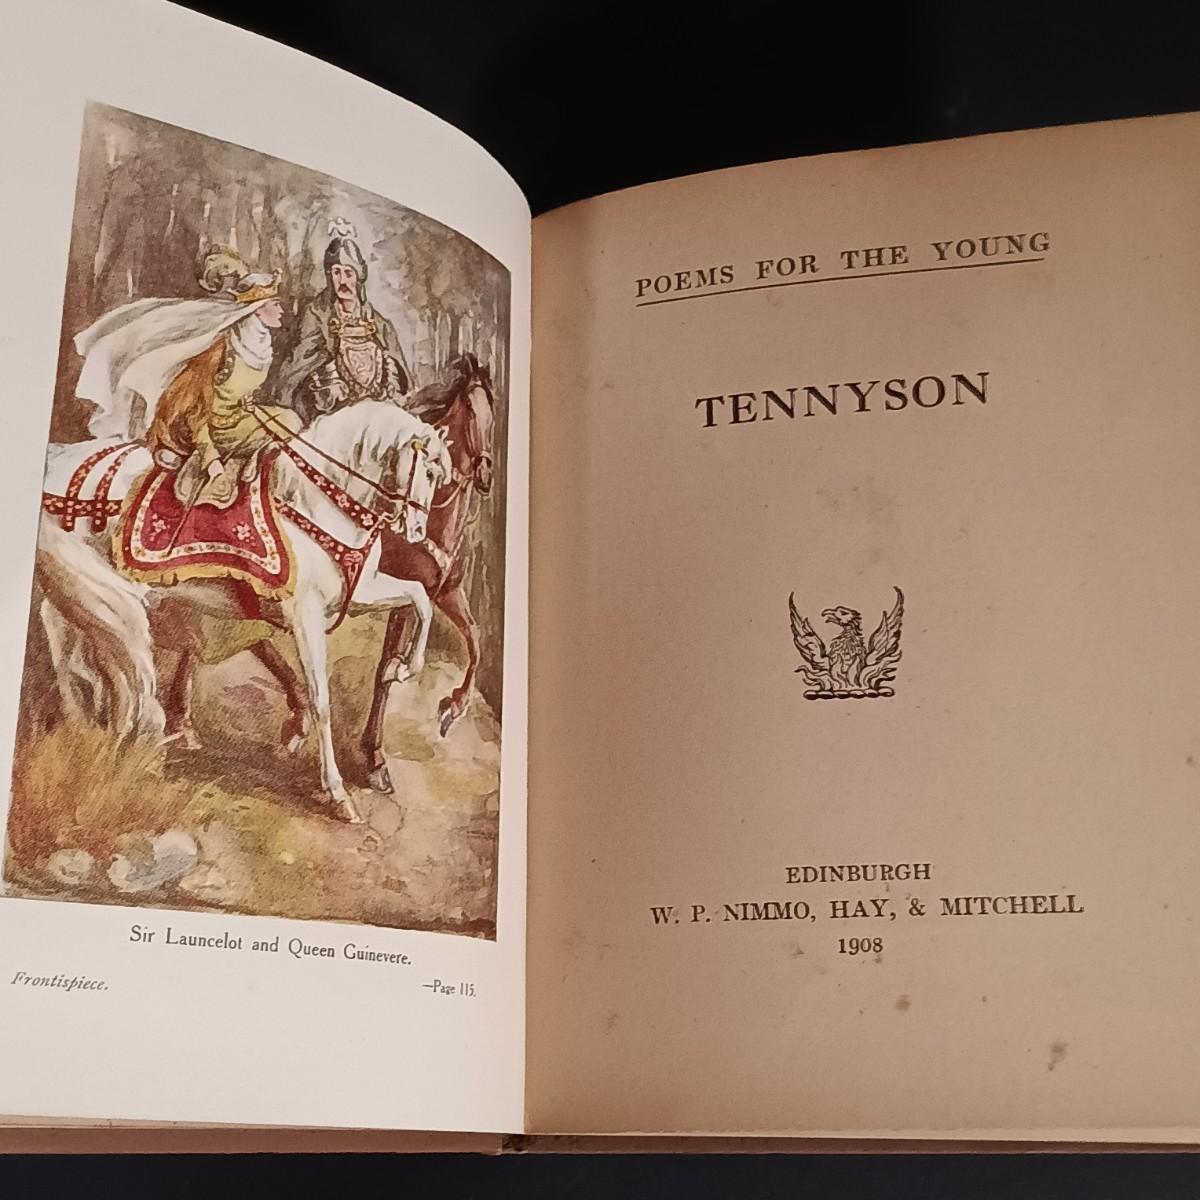 Sir Launcelot and Queen Guinevere.
Frontispiece.
—Page 115.
POEMS FOR THE YOUNG
TENNYSON
EDINBURGH
W. P. NIMMO, HAY, & MITCHELL
1908